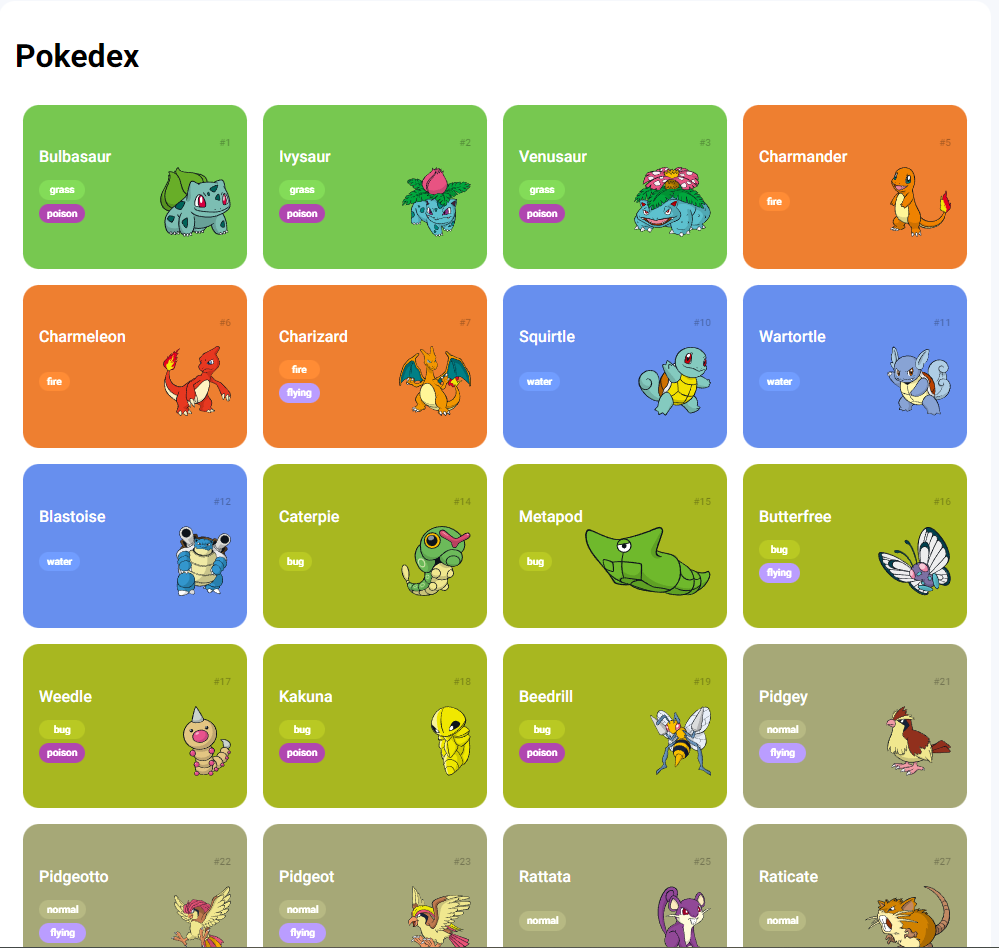 Pokedex
#1
Bulbasaur
grass
poison
#2
Ivysaur
grass
poison
#3
Venusaur
grass
poison
#5
Charmander
fire
#6
Charmeleon
fire
#7
Charizard
fire
flying
#10
Squirtle
water
#11
Wartortle
water
#12
Blastoise
water
#14
Caterpie
bug
#15
Metapod
bug
#16
Butterfree
bug
flying
#17
Weedle
bug
poison
#18
Kakuna
bug
poison
#19
Beedrill
bug
poison
#21
Pidgey
normal
flying
#22
Pidgeotto
normal
flying
#23
Pidgeot
normal
flying
#25
Rattata
normal
#27
Raticate
normal